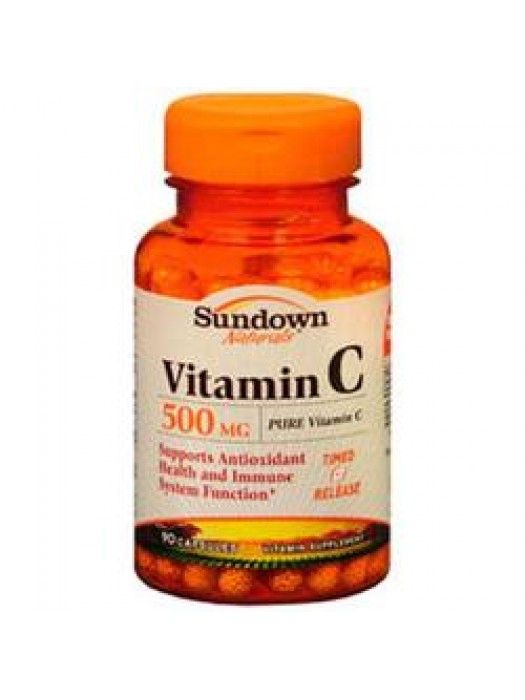 Sundown
Naturals
Vitamin C
500 MG
PURE Vitamin C
Supports Antioxidant
Health and Immune
System Function*
TIMED
RELEASE
90 CAPSULES
VITAMIN SUPPLEMENT